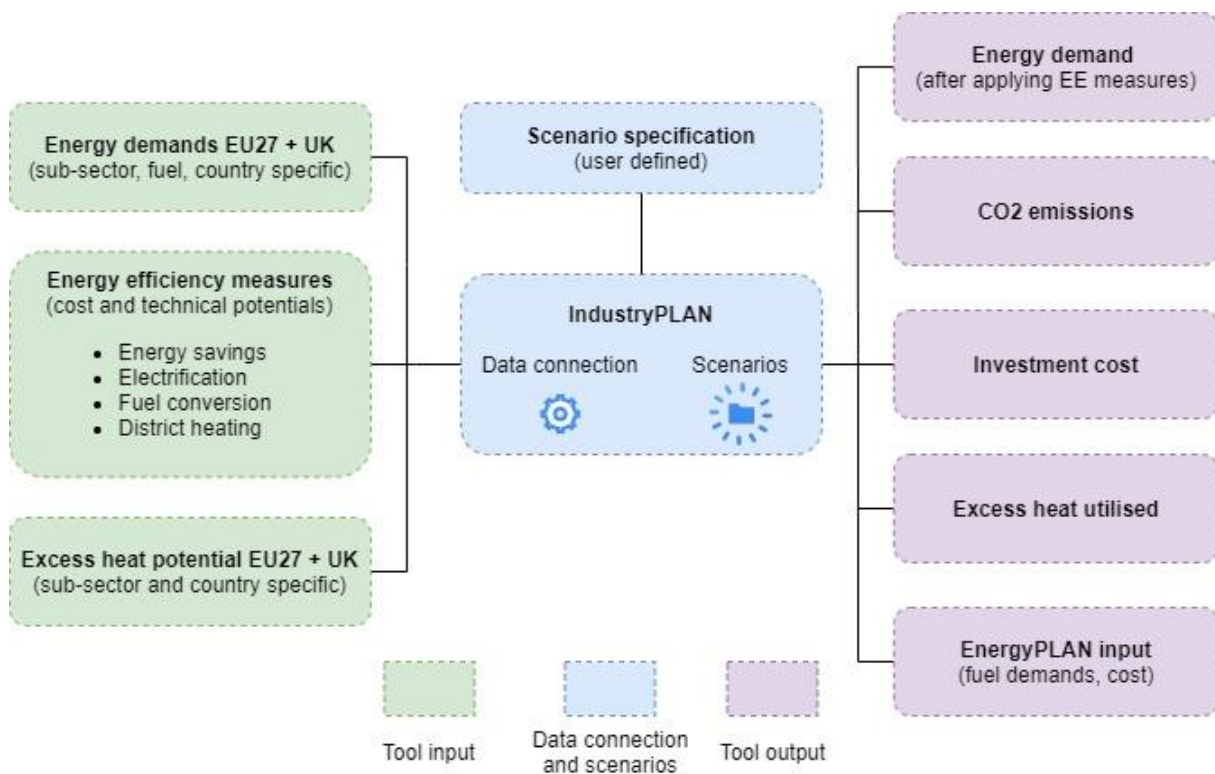 Energy demands EU27 + UK
(sub-sector, fuel, country specific)
Energy efficiency measures
(cost and technical potentials)
• Energy savings
• Electrification
• Fuel conversion
• District heating
Excess heat potential EU27 + UK
(sub-sector and country specific)
Scenario specification
(user defined)
IndustryPLAN
Data connection
Scenarios
Energy demand
(after applying EE measures)
CO2 emissions
Investment cost
Excess heat utilised
EnergyPLAN input
(fuel demands, cost)
Tool input
Data connection
and scenarios
Tool output